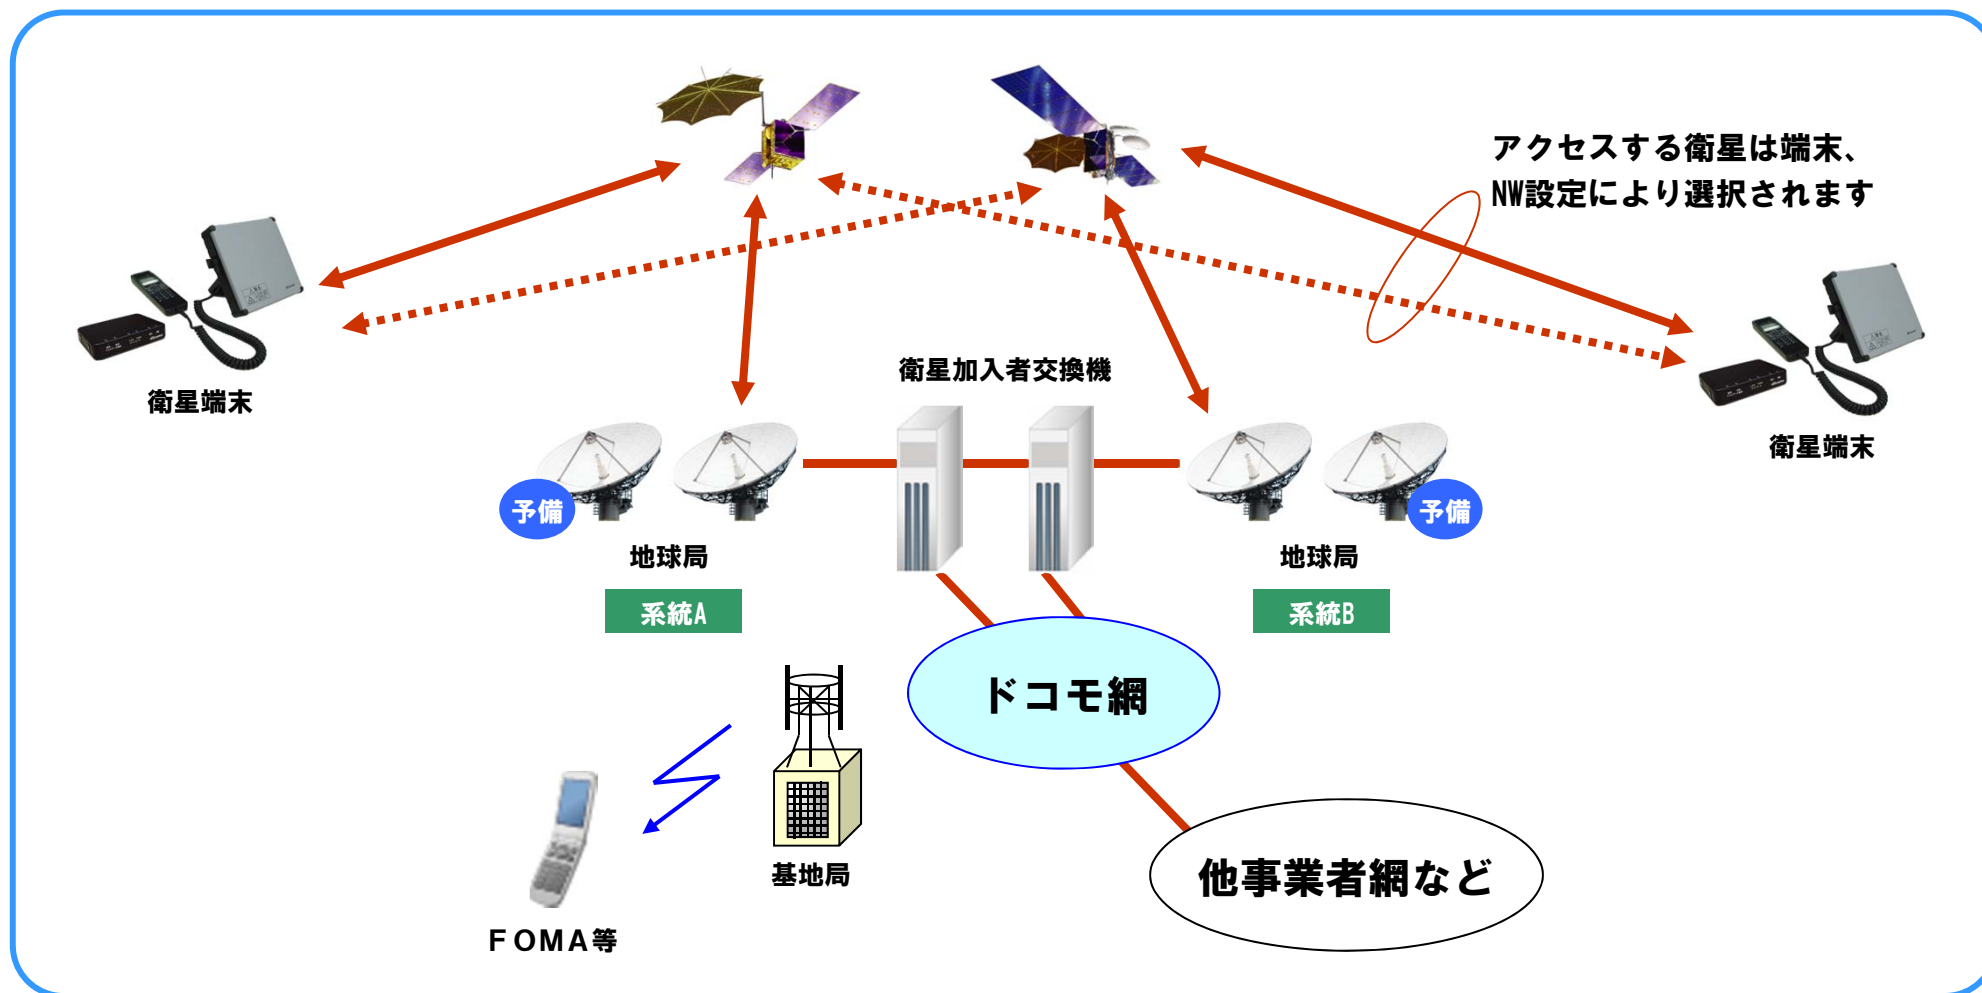 アクセスする衛星は端末、
NW設定により選択されます
衛星端末
衛星加入者交換機
衛星端末
予備
予備
地球局
地球局
系統A
系統B
ドコモ網
基地局
他事業者網など
FOMA等